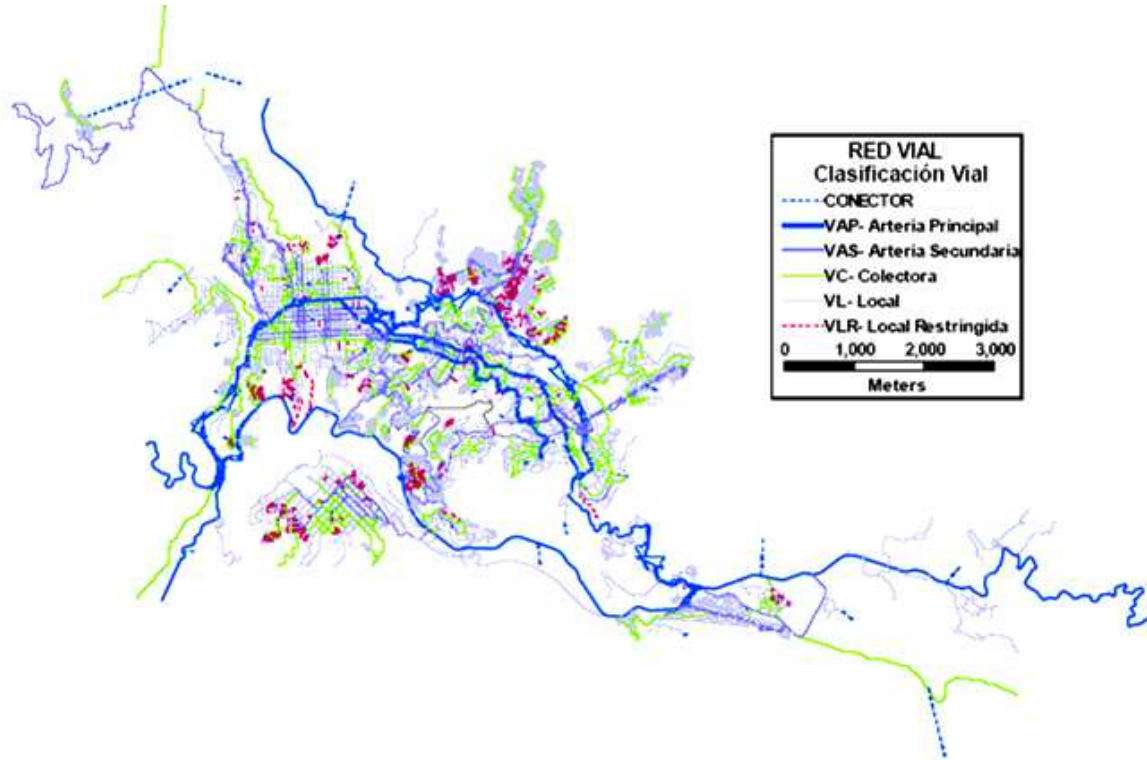 RED VIAL
Clasificación Vial
CONECTOR
VAP- Arteria Principal
VAS- Arteria Secundaria
VC- Colectora
VL- Local
VLR- Local Restringida
0 1,000 2,000 3,000
Meters